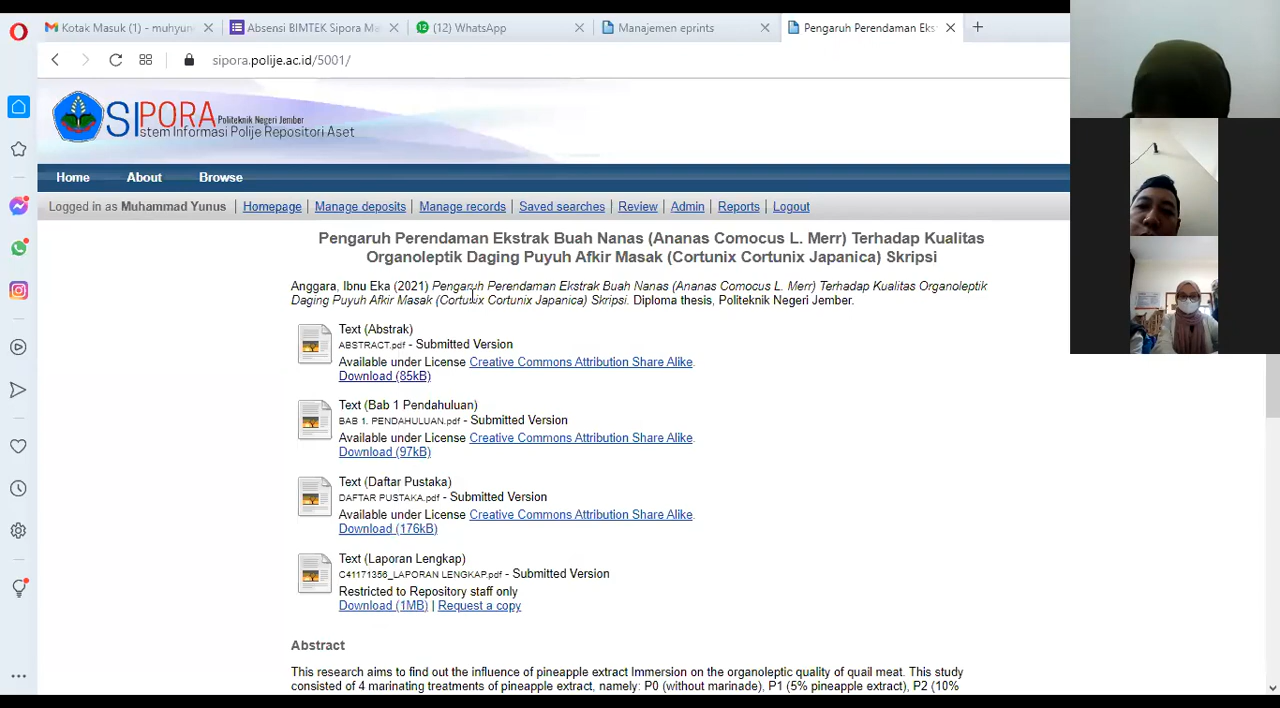 Kotak Masuk (1) - muhyun
Absensi BIMTEK Sipora Ma
(12) WhatsApp
Manajemen eprints
Pengaruh Perendaman Eks
sipora.polije.ac.id/5001/
SIPORA Politeknik Negeri Jember
Sistem Informasi Polije Repositori Aset
Home About Browse
Logged in as Muhammad Yunus | Homepage | Manage deposits | Manage records | Saved searches | Review | Admin | Reports | Logout
Pengaruh Perendaman Ekstrak Buah Nanas (Ananas Comocus L. Merr) Terhadap Kualitas
Organoleptik Daging Puyuh Afkir Masak (Cortunix Cortunix Japanica) Skripsi
Anggara, Ibnu Eka (2021) Pengaruh Perendaman Ekstrak Buah Nanas (Ananas Comocus L. Merr) Terhadap Kualitas Organoleptik
Daging Puyuh Afkir Masak (Cortunix Cortunix Japanica) Skripsi. Diploma thesis, Politeknik Negeri Jember.
Text (Abstrak)
ABSTRACT.pdf - Submitted Version
Available under License Creative Commons Attribution Share Alike.
Download (85kB)
Text (Bab 1 Pendahuluan)
BAB 1. PENDAHULUAN.pdf - Submitted Version
Available under License Creative Commons Attribution Share Alike.
Download (97kB)
Text (Daftar Pustaka)
DAFTAR PUSTAKA.pdf - Submitted Version
Available under License Creative Commons Attribution Share Alike.
Download (176kB)
Text (Laporan Lengkap)
C41171356_LAPORAN LENGKAP.pdf - Submitted Version
Restricted to Repository staff only
Download (1MB) | Request a copy
Abstract
This research aims to find out the influence of pineapple extract Immersion on the organoleptic quality of quail meat. This study
consisted of 4 marinating treatments of pineapple extract, namely: P0 (without marinade), P1 (5% pineapple extract), P2 (10%